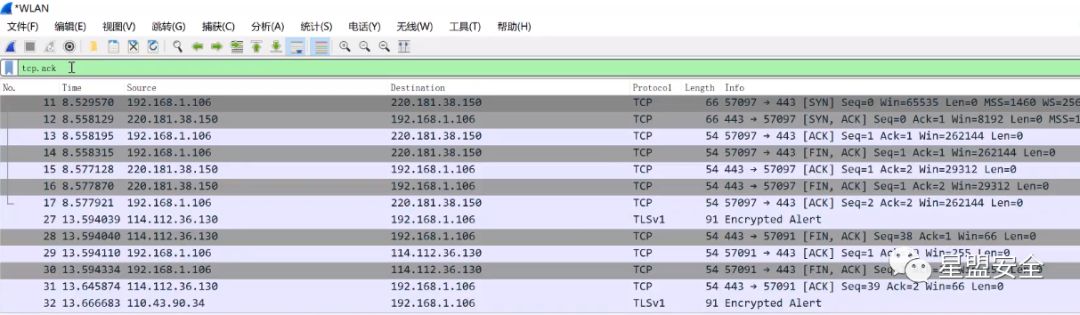 *WLAN
文件(F) 编辑(E) 视图(V) 跳转(G) 捕获(C) 分析(A) 统计(S) 电话(Y) 无线(W) 工具(T) 帮助(H)
tcp.ack
No. Time Source Destination Protocol Length Info
11 8.529570 192.168.1.106 220.181.38.150 TCP 66 57097 → 443 [SYN] Seq=0 Win=65535 Len=0 MSS=1460 WS=256
12 8.558129 220.181.38.150 192.168.1.106 TCP 66 443 → 57097 [SYN, ACK] Seq=0 Ack=1 Win=8192 Len=0 MSS=1
13 8.558195 192.168.1.106 220.181.38.150 TCP 54 57097 → 443 [ACK] Seq=1 Ack=1 Win=262144 Len=0
14 8.558315 192.168.1.106 220.181.38.150 TCP 54 57097 → 443 [FIN, ACK] Seq=1 Ack=1 Win=262144 Len=0
15 8.577128 220.181.38.150 192.168.1.106 TCP 54 443 → 57097 [ACK] Seq=1 Ack=2 Win=29312 Len=0
16 8.577870 220.181.38.150 192.168.1.106 TCP 54 443 → 57097 [FIN, ACK] Seq=1 Ack=2 Win=29312 Len=0
17 8.577921 192.168.1.106 220.181.38.150 TCP 54 57097 → 443 [ACK] Seq=2 Ack=2 Win=262144 Len=0
27 13.594039 114.112.36.130 192.168.1.106 TLSv1 91 Encrypted Alert
28 13.594040 114.112.36.130 192.168.1.106 TCP 54 443 → 57091 [FIN, ACK] Seq=38 Ack=1 Win=66 Len=0
29 13.594110 192.168.1.106 114.112.36.130 TCP 54 57091 → 443 [ACK] Seq=1 Len=0
30 13.594334 192.168.1.106 114.112.36.130 TCP 54 57091 → 443 [FIN, ACK]
31 13.645874 114.112.36.130 192.168.1.106 TCP 54 443 → 57091 [ACK] Seq=39 Ack=2 Win=66 Len=0
32 13.666683 110.43.90.34 192.168.1.106 TLSv1 91 Encrypted Alert
星盟安全